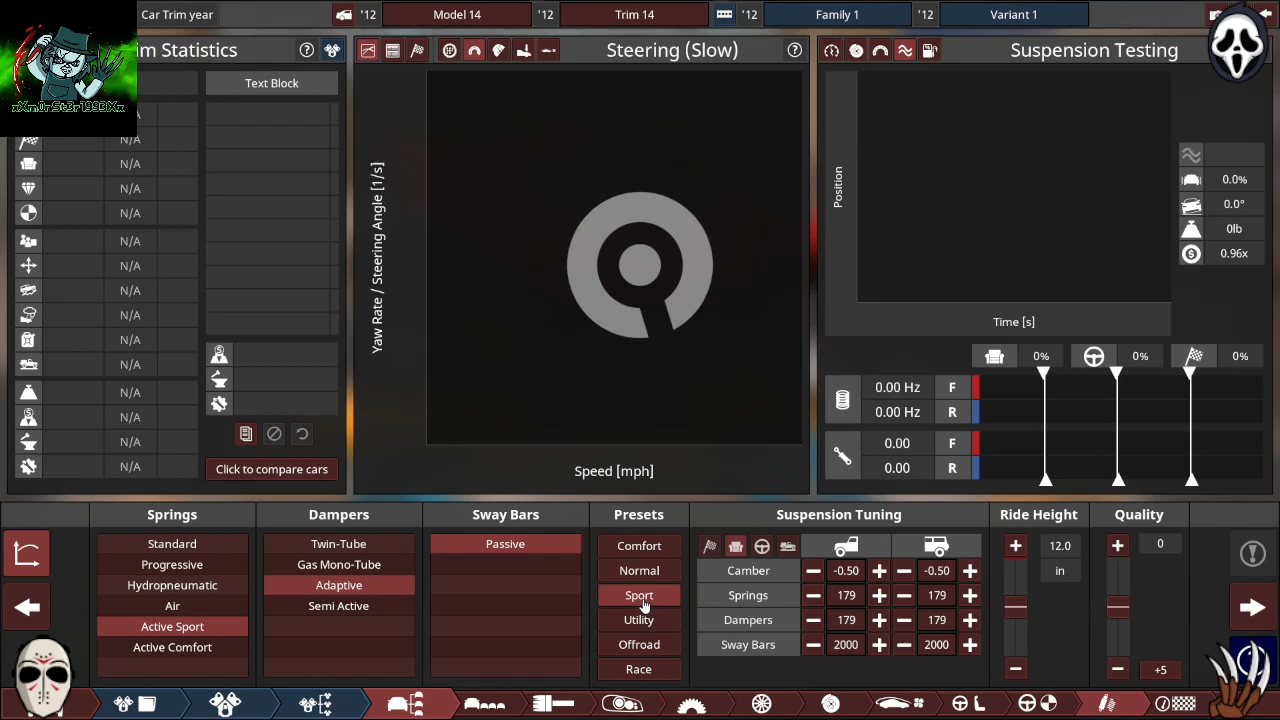 Car Trim year
'12
Model 14
'12
Trim 14
'12
Family 1
'12
Variant 1
xXm0nSt3r1993Xx
m Statistics
Text Block
N/A
N/A
N/A
N/A
N/A
N/A
N/A
N/A
N/A
N/A
N/A
N/A
N/A
N/A
Click to compare cars
Steering (Slow)
Yaw Rate / Steering Angle [1/s]
Speed [mph]
Suspension Testing
Position
Time [s]
0.0%
0.0°
0lb
0.96x
0%
0%
0%
0.00 Hz F
0.00 Hz R
0.00 F
0.00 R
Springs
Standard
Progressive
Hydropneumatic
Air
Active Sport
Active Comfort
Dampers
Twin-Tube
Gas Mono-Tube
Adaptive
Semi Active
Sway Bars
Passive
Presets
Comfort
Normal
Sport
Utility
Offroad
Race
Suspension Tuning
Camber -0.50 -0.50
Springs 179 179
Dampers 179 179
Sway Bars 2000 2000
Ride Height
12.0
in
Quality
0
+5